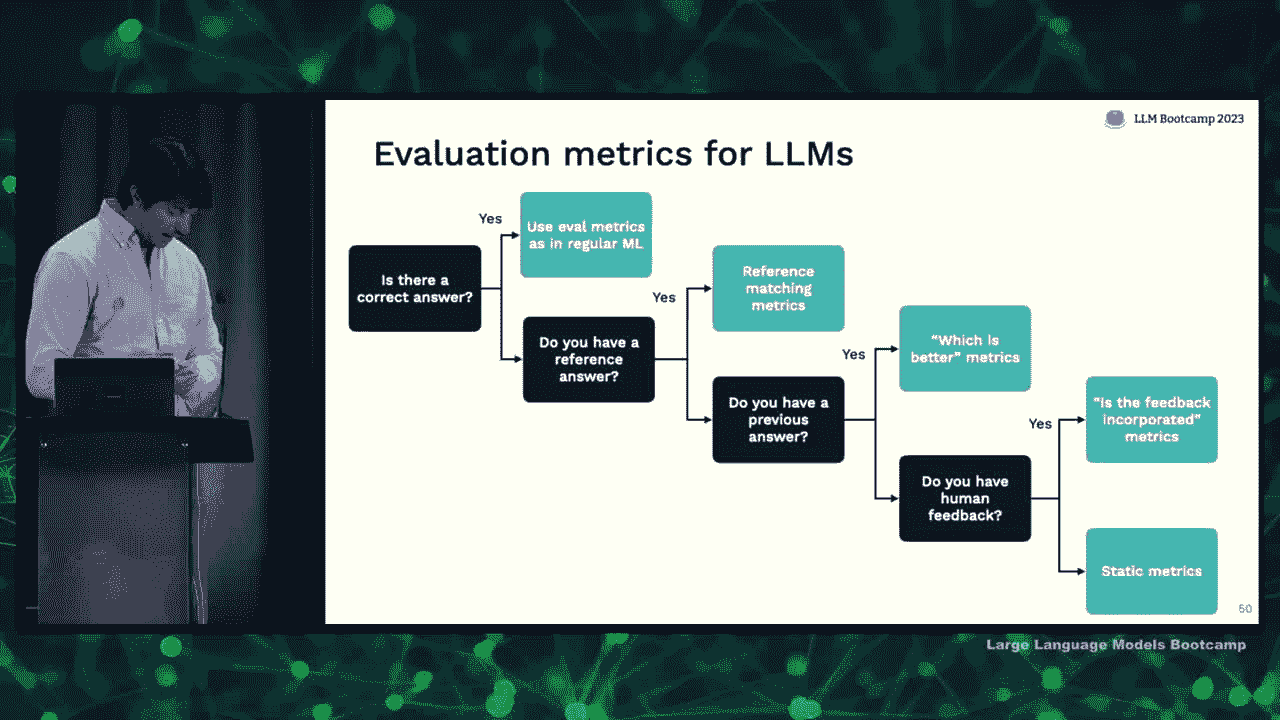 LLM Bootcamp 2023
Evaluation metrics for LLMs
Yes
Use eval metrics
as in regular ML
Is there a
correct answer?
Yes
Reference
matching
metrics
Do you have a
reference
answer?
Yes
"Which is
better" metrics
Do you have a
previous
answer?
Yes
"Is the feedback
incorporated"
metrics
Do you have
human
feedback?
Static metrics
50
Large Language Models Bootcamp